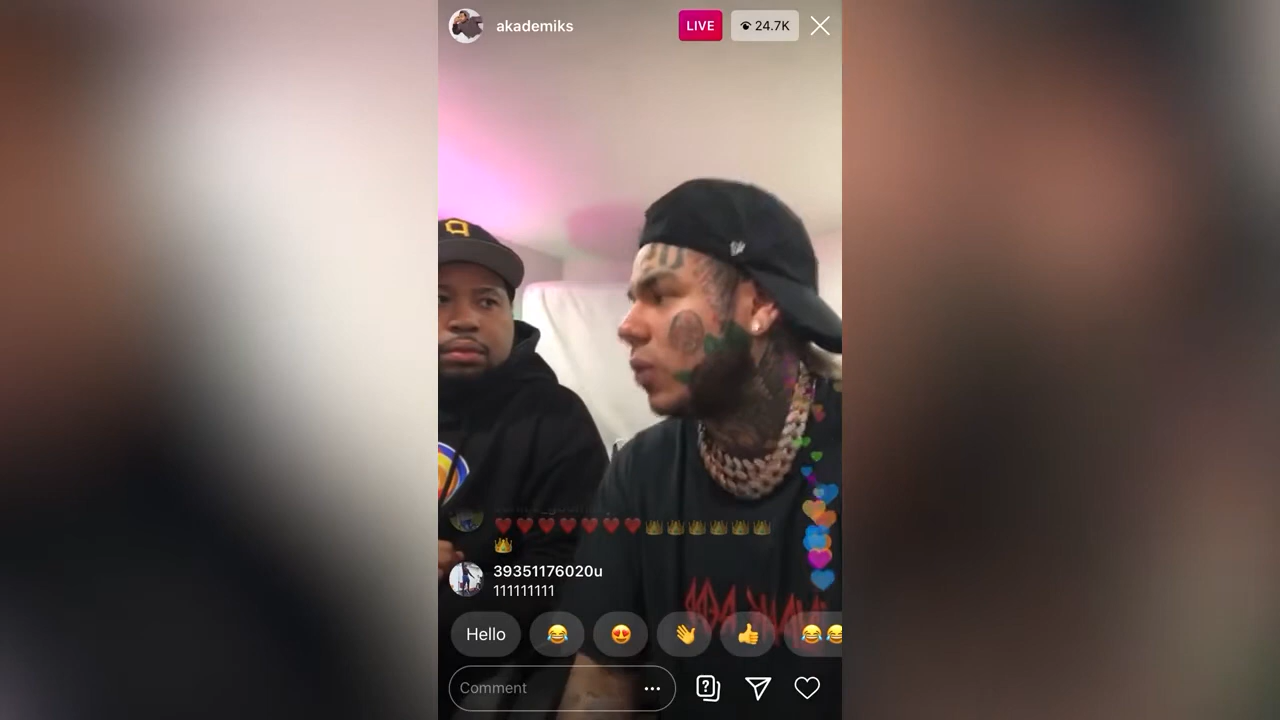 akademiks
LIVE
24.7K
39351176020u
111111111
Hello
Comment